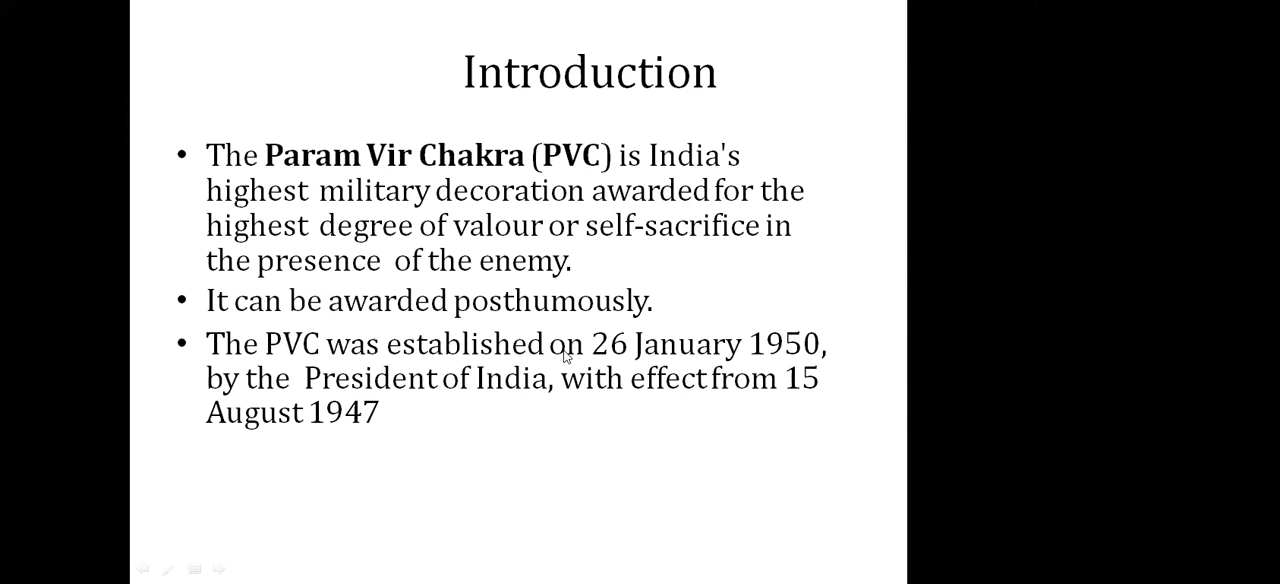 Introduction
• The Param Vir Chakra (PVC) is India's
highest military decoration awarded for the
highest degree of valour or self-sacrifice in
the presence of the enemy.
• It can be awarded posthumously.
• The PVC was established on 26 January 1950,
by the President of India, with effect from 15
August 1947